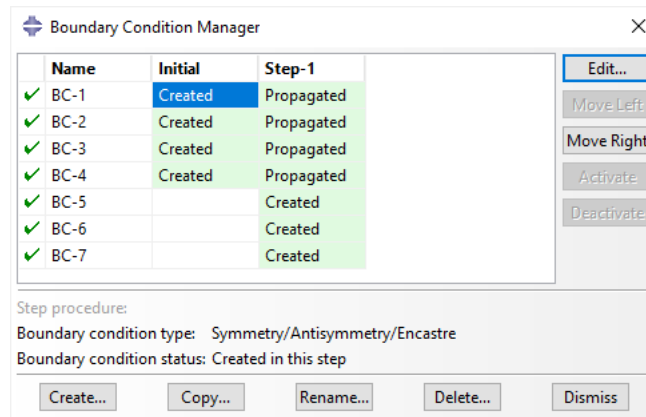 Boundary Condition Manager
Name Initial Step-1
BC-1 Created Propagated
BC-2 Created Propagated
BC-3 Created Propagated
BC-4 Created Propagated
BC-5 Created
BC-6 Created
BC-7 Created
Edit...
Move Left
Move Right
Activate
Deactivate
Step procedure:
Boundary condition type: Symmetry/Antisymmetry/Encastre
Boundary condition status: Created in this step
Create... Copy... Rename... Delete... Dismiss